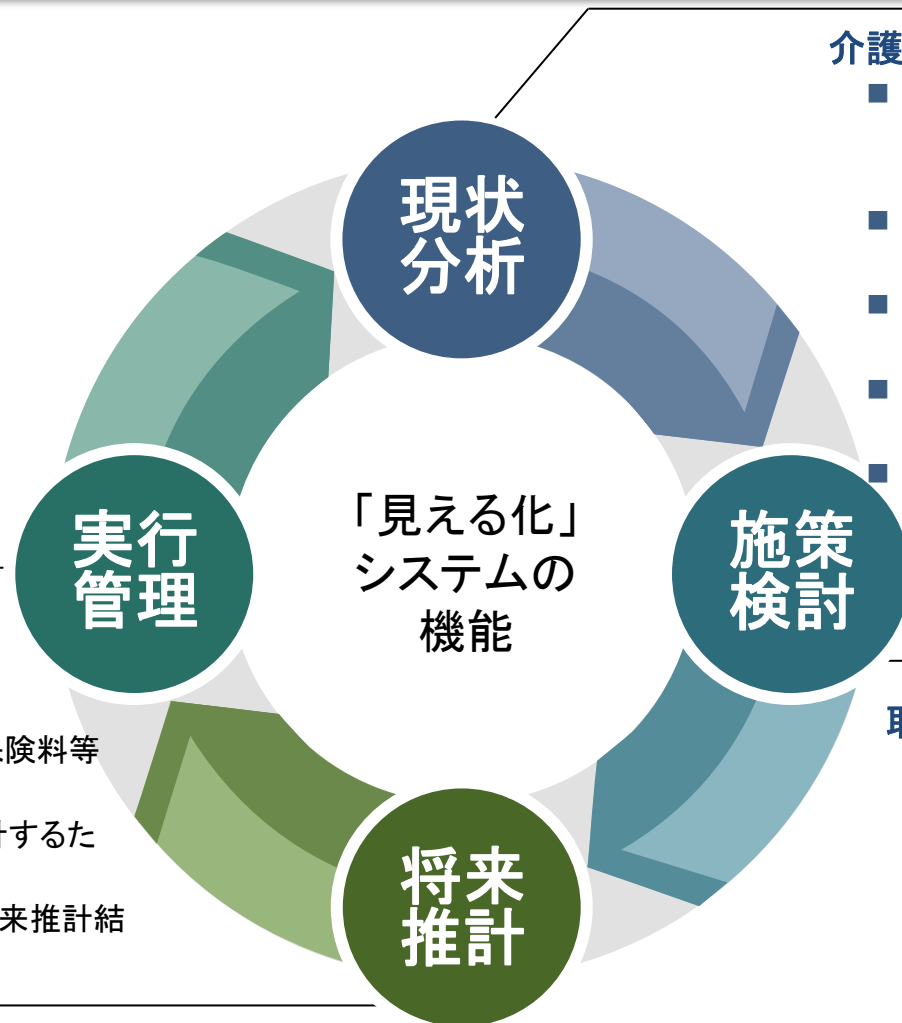 介護
現状
分析
「見える化」
システムの
機能
実行
管理
施策
検討
険料等
計するた
来推計結
将来
推計